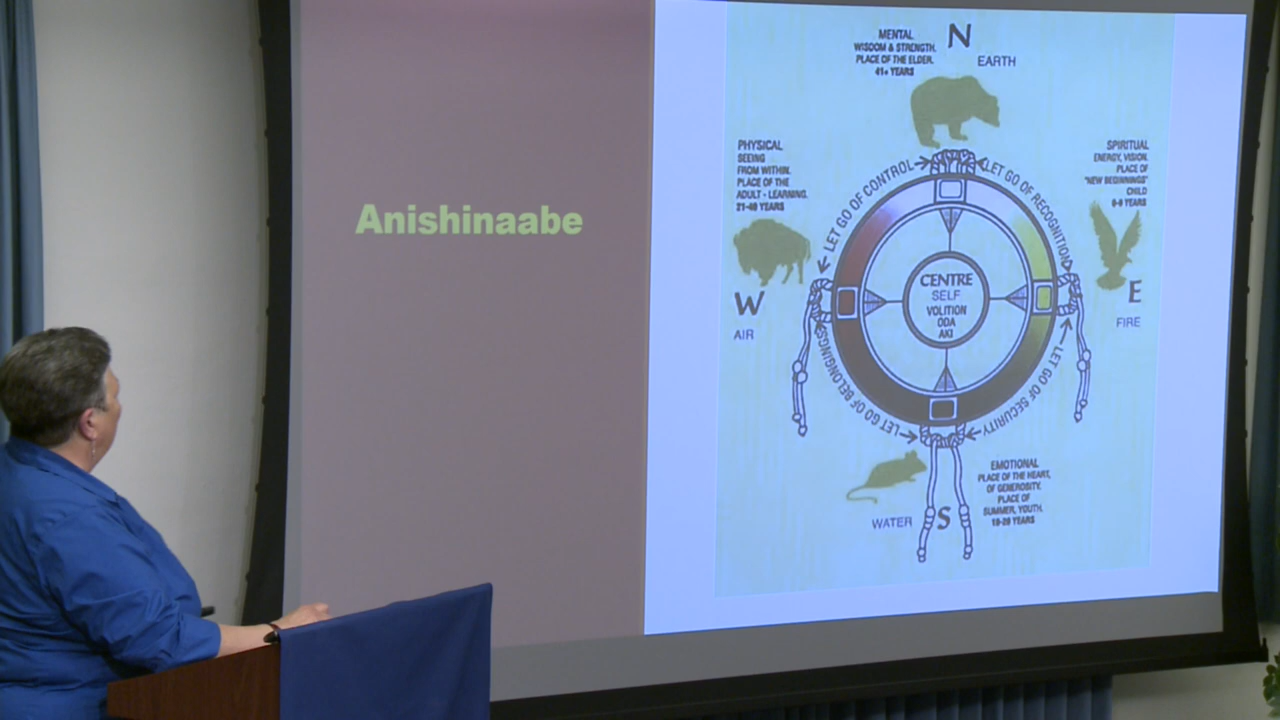 Anishinaabe
N
MENTAL
WISDOM & STRENGTH.
PLACE OF THE ELDER.
41+ YEARS
EARTH
PHYSICAL
SEEING
FROM WITHIN.
PLACE OF THE
ADULT - LEARNING.
21-40 YEARS
SPIRITUAL
ENERGY, VISION.
PLACE OF
"NEW BEGINNINGS"
CHILD
LET GO OF CONTROL
LET GO OF RECOGNITION
W
AIR
E
FIRE
CENTRE
SELF
VOLITION
ODA
AKI
LET GO OF BELONGINGS
LET GO OF SECURITY
EMOTIONAL
PLACE OF THE HEART,
OF GENEROSITY.
PLACE OF
SUMMER, YOUTH.
WATER
S